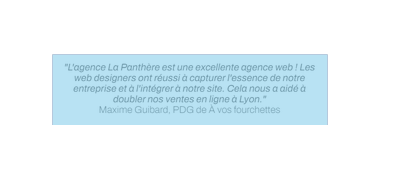 "L'agence La Panthère est une excellente agence web ! Les
web designers ont réussi à capturer l'essence de notre
entreprise et à l'intégrer à notre site. Cela nous a aidé à
doubler nos ventes en ligne à Lyon."
Maxime Guibard, PDG de À vos fourchettes